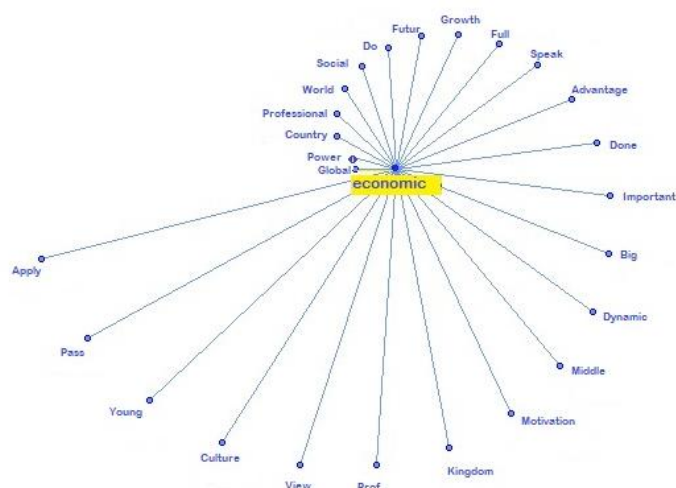 Futur
Growth
Full
Do
Speak
Social
World
Advantage
Professional
Country
Done
Power
Global
economic
Important
Big
Apply
Dynamic
Pass
Middle
Young
Motivation
Culture
Kingdom
View
Prof